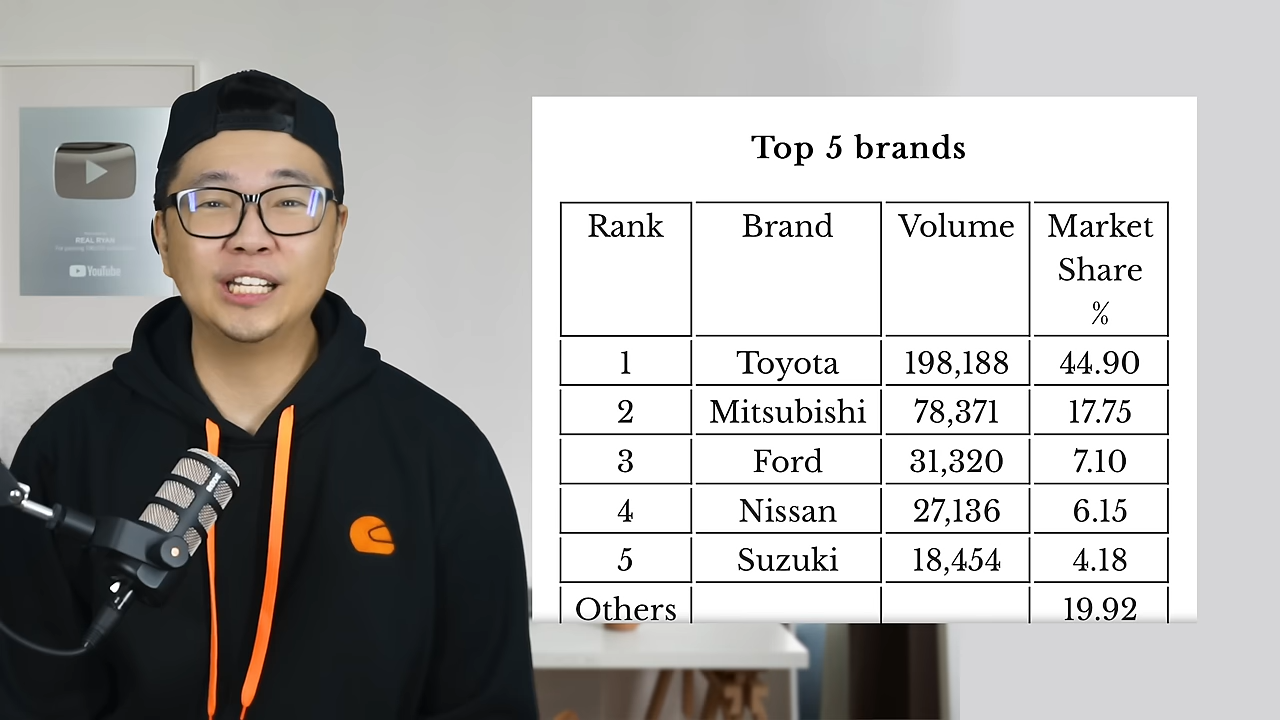 REAL RYAN
YouTube
Top 5 brands
Rank Brand Volume Market Share %
1 Toyota 198,188 44.90
2 Mitsubishi 78,371 17.75
3 Ford 31,320 7.10
4 Nissan 27,136 6.15
5 Suzuki 18,454 4.18
Others 19.92